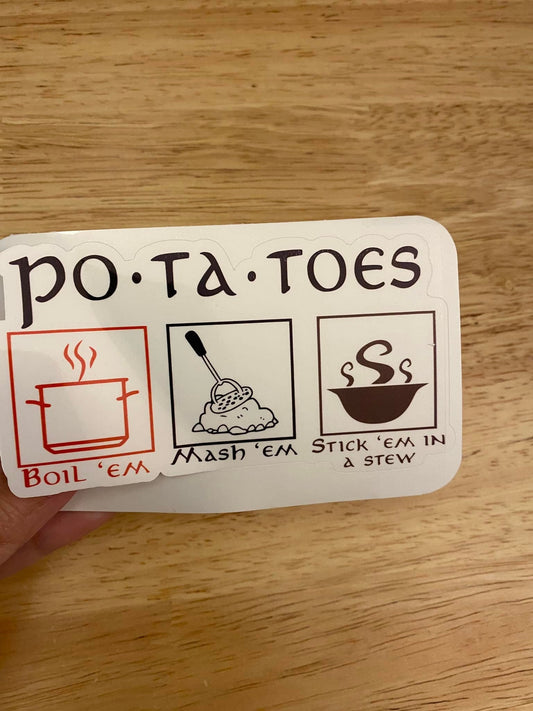 PO·TA·TOES
BOIL 'EM
MASH 'EM
STICK 'EM IN
A STEW